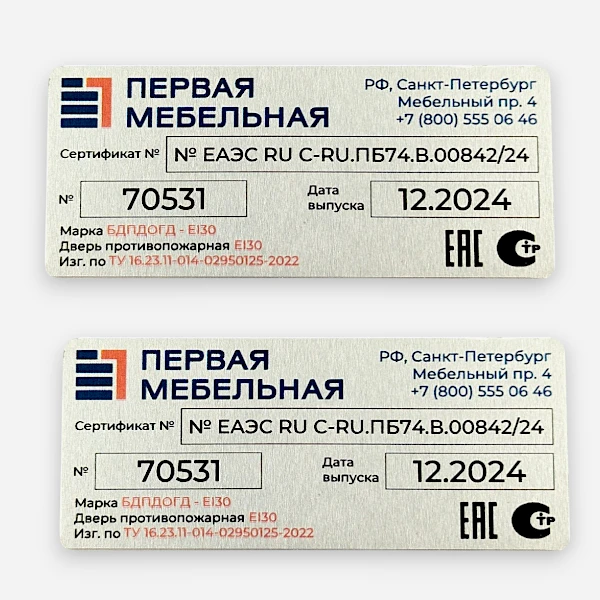 ПЕРВАЯ
МЕБЕЛЬНАЯ
РФ, Санкт-Петербург
Мебельный пр. 4
+7 (800) 555 06 46
Сертификат № № ЕАЭС RU C-RU.ПБ74.В.00842/24
№ 70531 Дата выпуска 12.2024
Марка БДПДОГД - EI30
Дверь противопожарная EI30
Изг. по ТУ 16.23.11-014-02950125-2022
ЕАС СТР
ПЕРВАЯ
МЕБЕЛЬНАЯ
РФ, Санкт-Петербург
Мебельный пр. 4
+7 (800) 555 06 46
Сертификат № № ЕАЭС RU C-RU.ПБ74.В.00842/24
№ 70531 Дата выпуска 12.2024
Марка БДПДОГД - EI30
Дверь противопожарная EI30
Изг. по ТУ 16.23.11-014-02950125-2022
ЕАС СТР